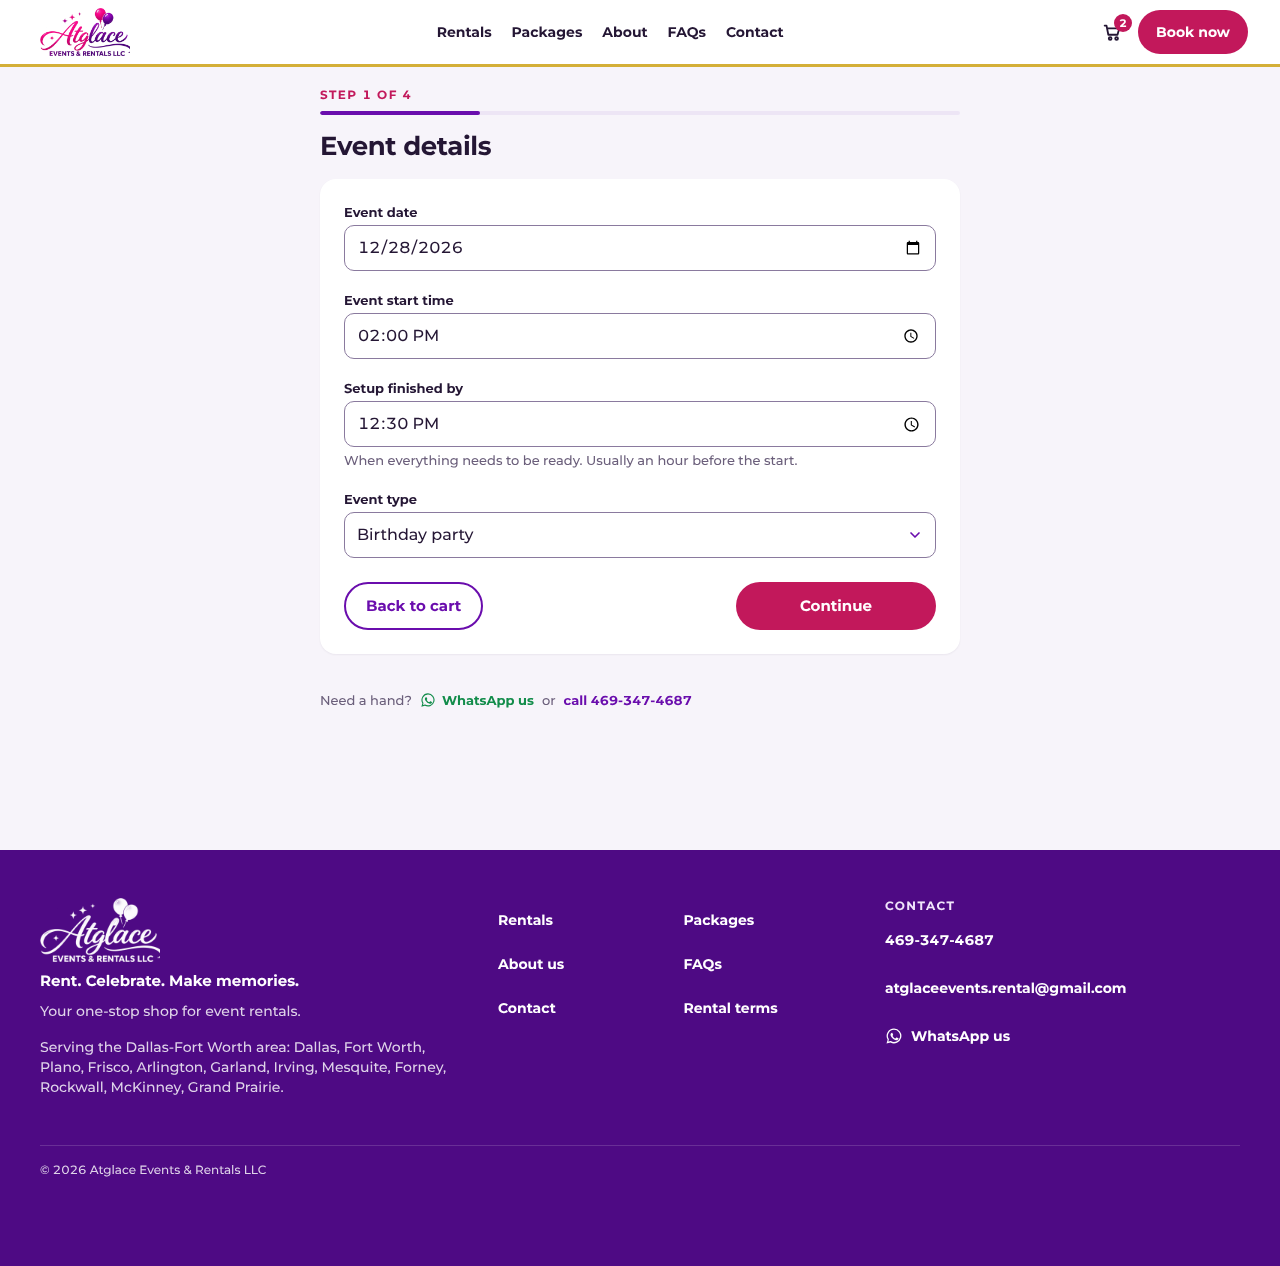 Atglace
EVENTS & RENTALS LLC
Rentals
Packages
About
FAQs
Contact
2
Book now
STEP 1 OF 4
Event details
Event date
12/28/2026
Event start time
02:00 PM
Setup finished by
12:30 PM
When everything needs to be ready. Usually an hour before the start.
Event type
Birthday party
Back to cart
Continue
Need a hand? WhatsApp us or call 469-347-4687
Atglace
EVENTS & RENTALS LLC
Rent. Celebrate. Make memories.
Your one-stop shop for event rentals.
Serving the Dallas-Fort Worth area: Dallas, Fort Worth,
Plano, Frisco, Arlington, Garland, Irving, Mesquite, Forney,
Rockwall, McKinney, Grand Prairie.
Rentals
Packages
About us
FAQs
Contact
Rental terms
CONTACT
469-347-4687
atglaceevents.rental@gmail.com
WhatsApp us
© 2026 Atglace Events & Rentals LLC